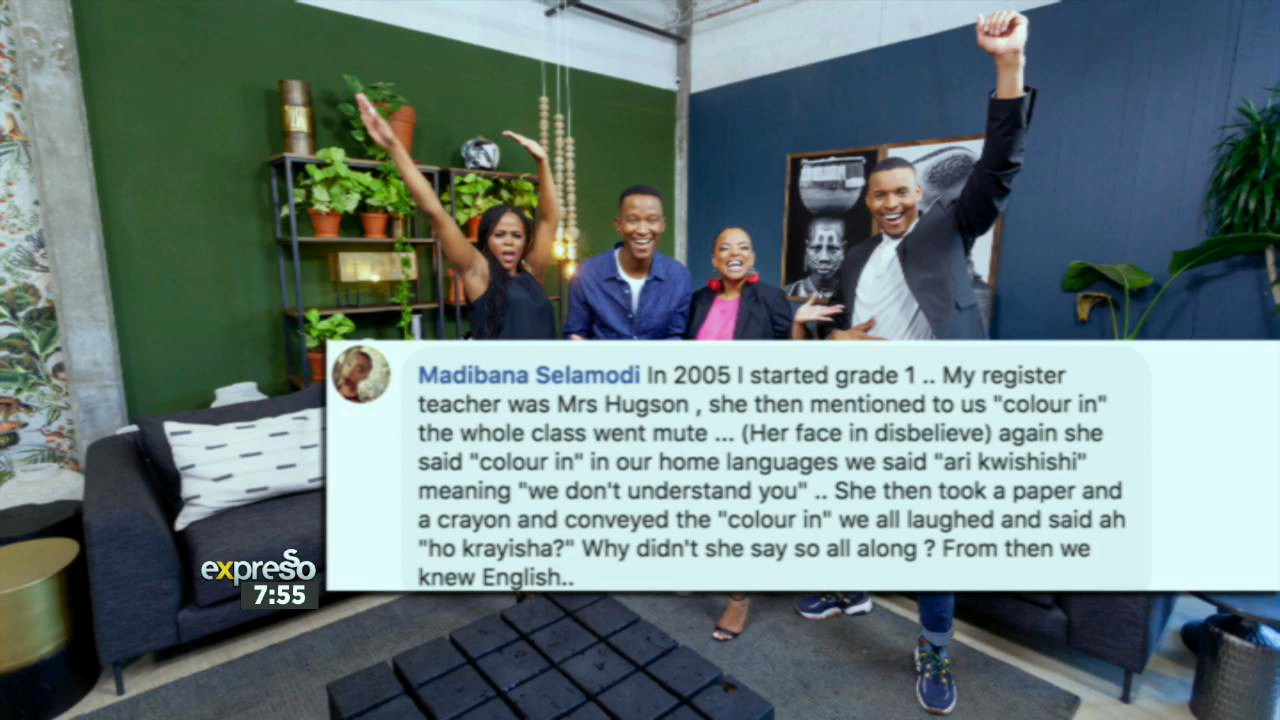 Madibana Selamodi In 2005 I started grade 1 .. My register
teacher was Mrs Hugson , she then mentioned to us "colour in"
the whole class went mute ... (Her face in disbelieve) again she
said "colour in" in our home languages we said "ari kwishishi"
meaning "we don't understand you" .. She then took a paper and
a crayon and conveyed the "colour in" we all laughed and said ah
"ho krayisha?" Why didn't she say so all along ? From then we
knew English..
expresso
7:55